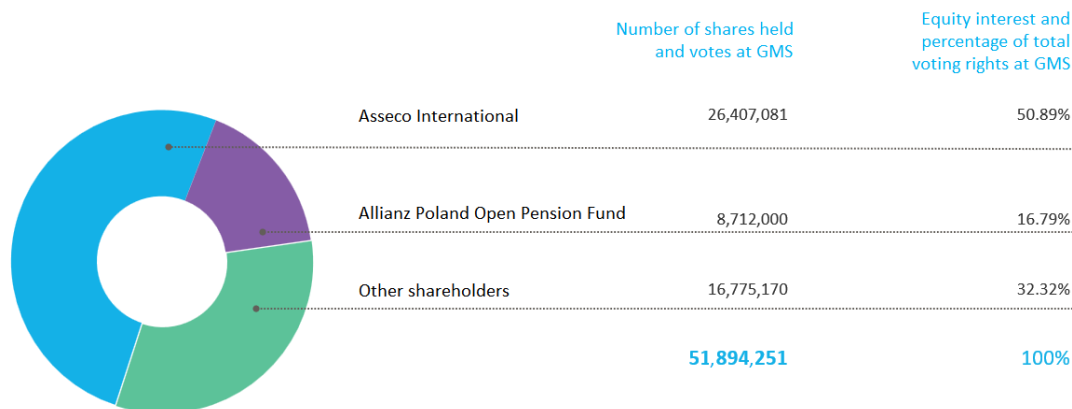 Number of shares held
and votes at GMS
Equity interest and
percentage of total
voting rights at GMS
Asseco International 26,407,081 50.89%
Allianz Poland Open Pension Fund 8,712,000 16.79%
Other shareholders 16,775,170 32.32%
51,894,251 100%